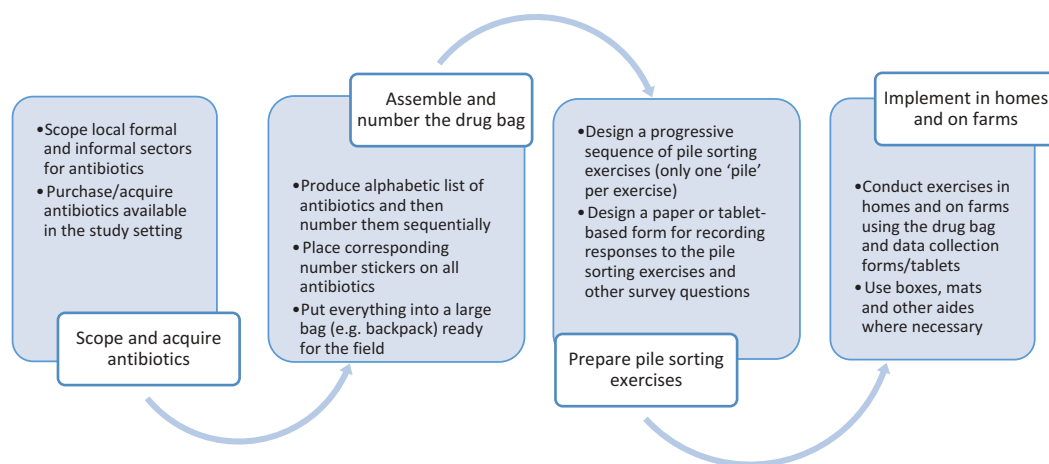 •Scope local formal
and informal sectors
for antibiotics
•Purchase/acquire
antibiotics available
in the study setting
Scope and acquire
antibiotics
Assemble and
number the drug bag
•Produce alphabetic list of
antibiotics and then
number them sequentially
•Place corresponding
number stickers on all
antibiotics
•Put everything into a large
bag (e.g. backpack) ready
for the field
•Design a progressive
sequence of pile sorting
exercises (only one ‘pile’
per exercise)
•Design a paper or tablet-
based form for recording
responses to the pile
sorting exercises and
other survey questions
Prepare pile sorting
exercises
Implement in homes
and on farms
•Conduct exercises in
homes and on farms
using the drug bag
and data collection
forms/tablets
•Use boxes, mats
and other aides
where necessary